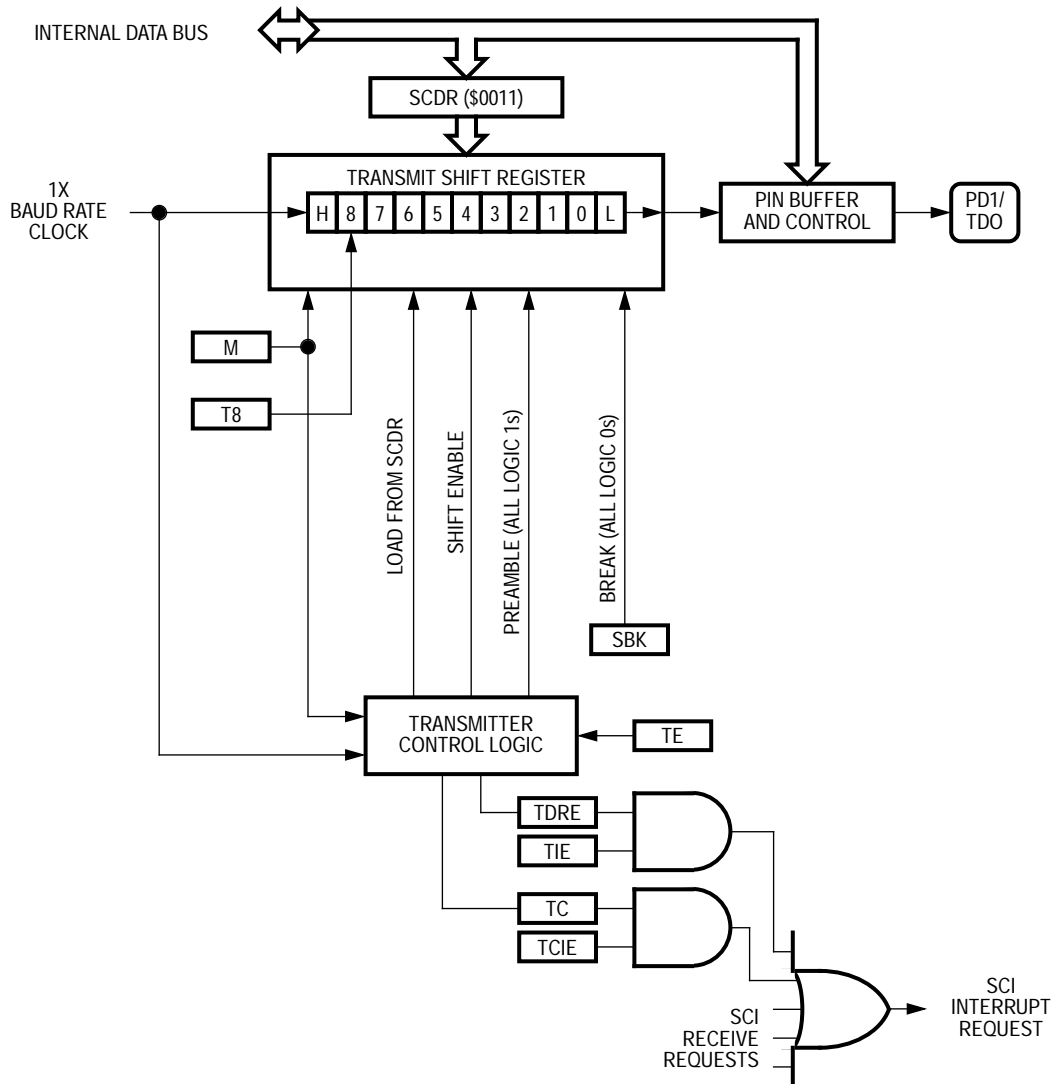 INTERNAL DATA BUS
SCDR ($0011)
TRANSMIT SHIFT REGISTER
1X
BAUD RATE
CLOCK
H 8 7 6 5 4 3 2 1 0 L
PIN BUFFER
AND CONTROL
PD1/
TDO
M
T8
LOAD FROM SCDR
SHIFT ENABLE
PREAMBLE (ALL LOGIC 1s)
BREAK (ALL LOGIC 0s)
SBK
TRANSMITTER
CONTROL LOGIC
TE
TDRE
TIE
TC
TCIE
SCI
RECEIVE
REQUESTS
SCI
INTERRUPT
REQUEST